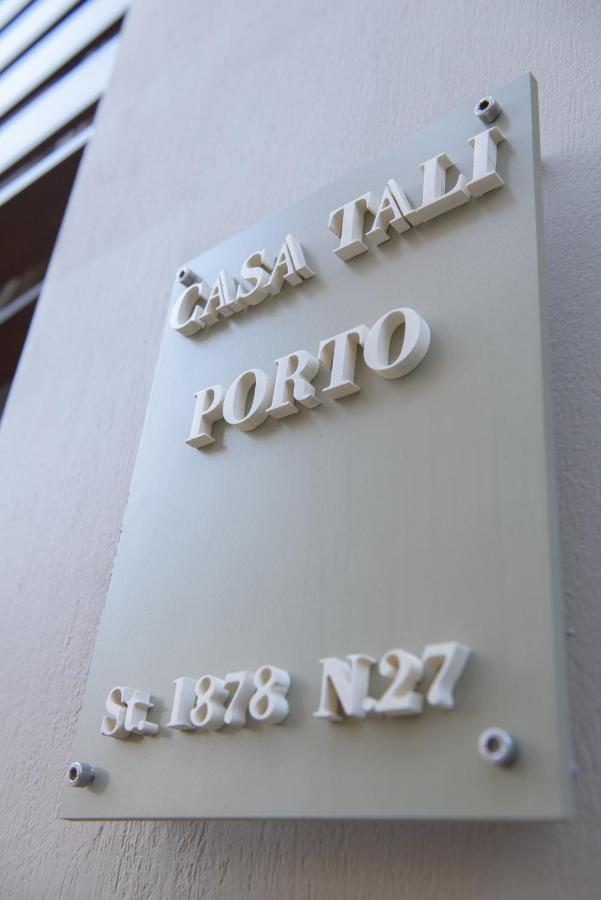 CASA TALI
PORTO
St. 1878 N.27